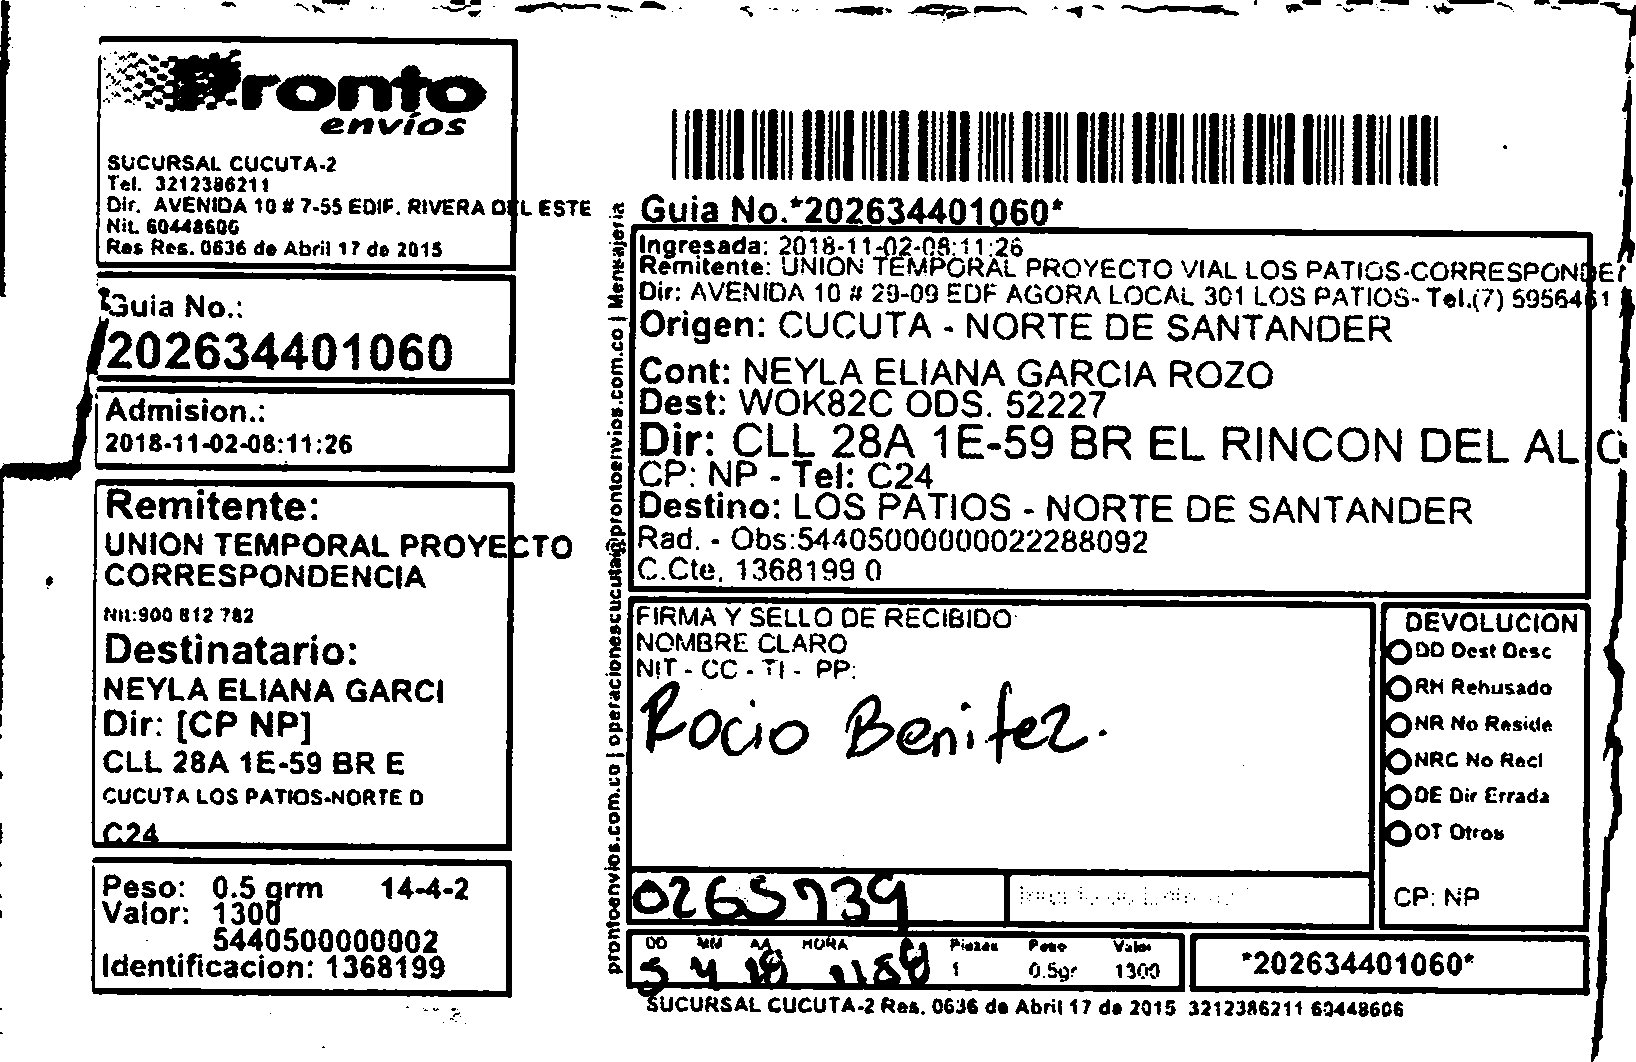 Pronto
envíos
SUCURSAL CUCUTA-2
Tel. 3212386211
Dir. AVENIDA 10 # 7-55 EDIF. RIVERA DEL ESTE
Nit. 60448606
Res Res. 0636 de Abril 17 de 2015
Guia No.:
202634401060
Admision.:
2018-11-02-08:11:26
Remitente:
UNION TEMPORAL PROYECTO
CORRESPONDENCIA
Nit:900 812 782
Destinatario:
NEYLA ELIANA GARCI
Dir: [CP NP]
CLL 28A 1E-59 BR E
CUCUTA LOS PATIOS-NORTE D
C24
Peso: 0.5 grm 14-4-2
Valor: 1300
5440500000002
Identificacion: 1368199
prontoenvios.com.co | operacionescucuta@prontoenvios.com.co | Mensajeria
Guia No.*202634401060*
Ingresada: 2018-11-02-08:11:26
Remitente: UNION TEMPORAL PROYECTO VIAL LOS PATIOS-CORRESPONDE
Dir: AVENIDA 10 # 29-09 EDF AGORA LOCAL 301 LOS PATIOS- Tel.(7) 5956461
Origen: CUCUTA - NORTE DE SANTANDER
Cont: NEYLA ELIANA GARCIA ROZO
Dest: WOK82C ODS. 52227
Dir: CLL 28A 1E-59 BR EL RINCON DEL ALC
CP: NP - Tel: C24
Destino: LOS PATIOS - NORTE DE SANTANDER
Rad. - Obs:54405000000022288092
C.Cte. 1368199 0
FIRMA Y SELLO DE RECIBIDO
NOMBRE CLARO
NIT - CC - TI - PP:
Rocio Benitez.
0265739
DEVOLUCION
DD Dest Desc
RH Rehusado
NR No Reside
NRC No Recl
DE Dir Errada
OT Otros
CP: NP
DD MM AA HORA Piezas Peso Valor
1 0.5gr 1300
*202634401060*
SUCURSAL CUCUTA-2 Res. 0636 de Abril 17 de 2015 3212386211 60448606